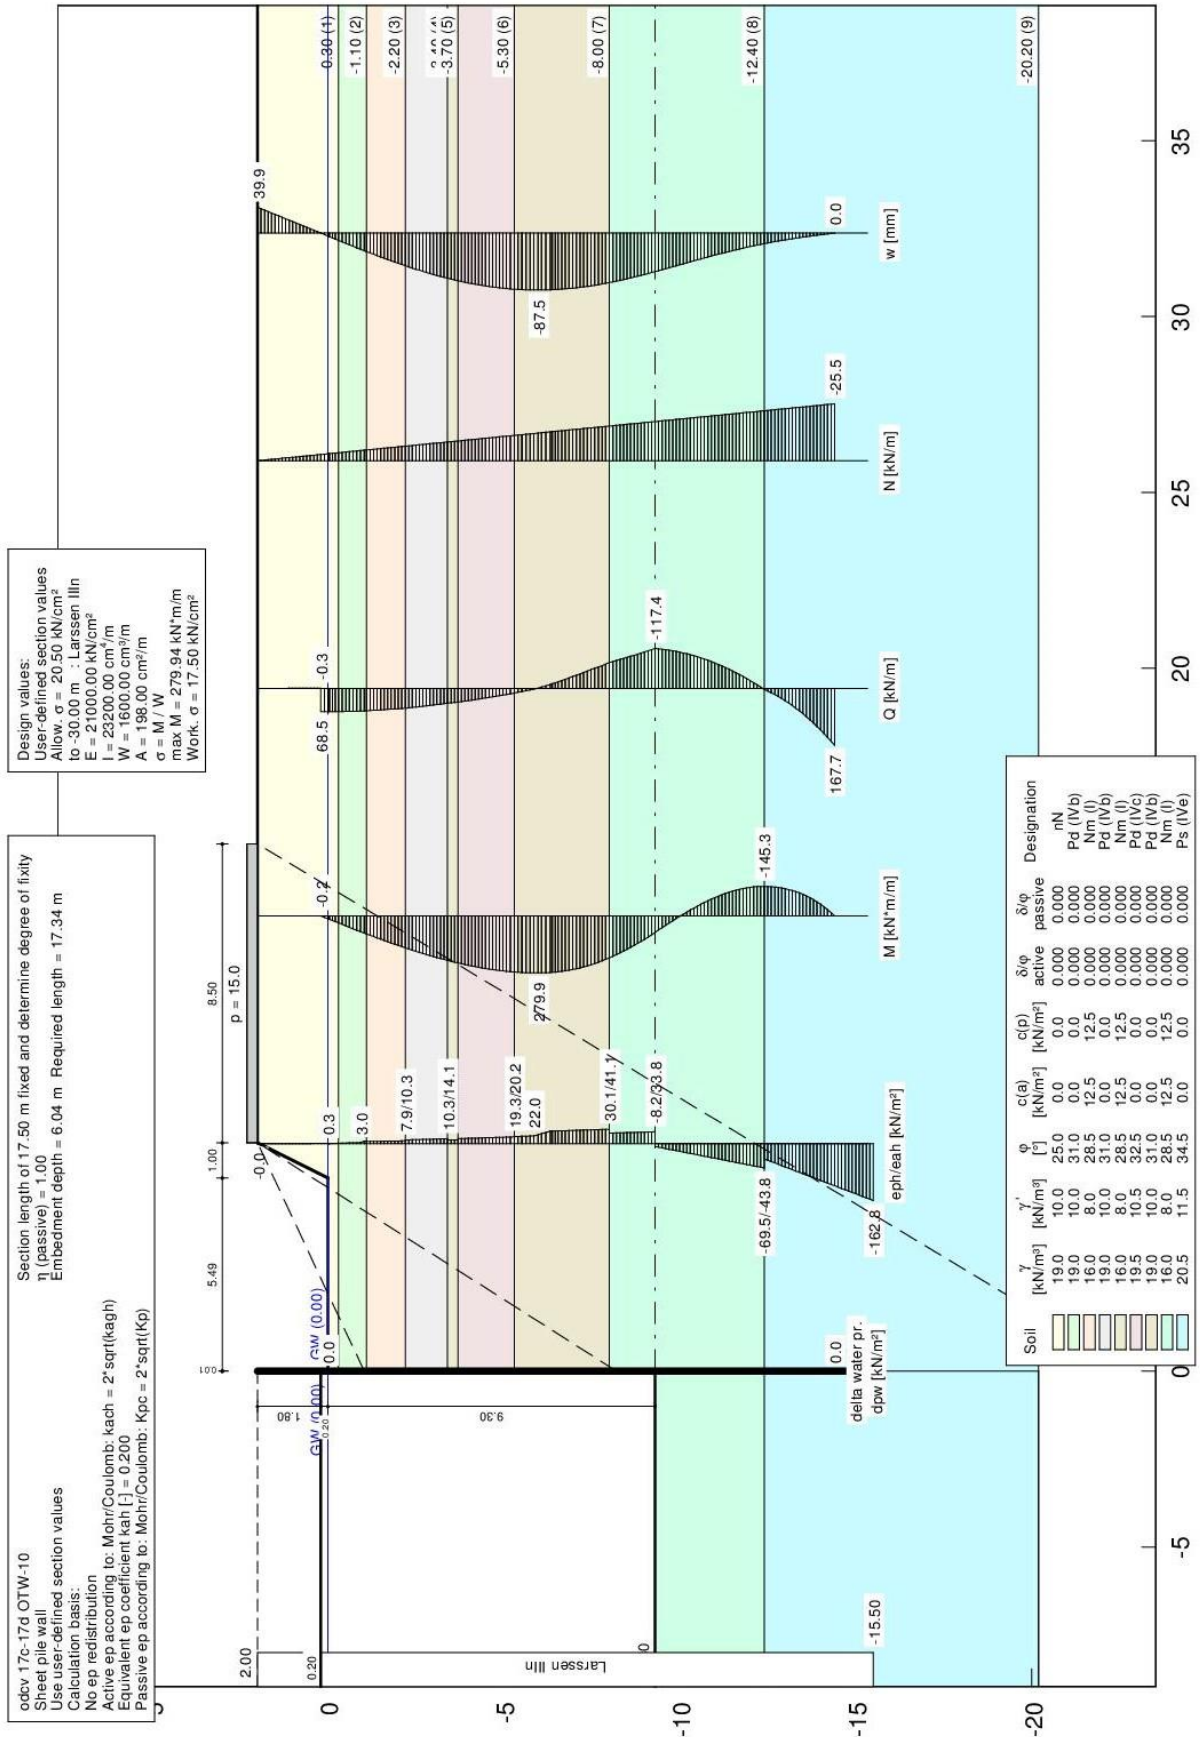 odcv 17c-17d OTW-10
Sheet pile wall
Use user-defined section values
Calculation basis:
No ep redistribution
Active ep according to: Mohr/Coulomb: kach = 2*sqrt(kagh)
Equivalent ep coefficient kah [-] = 0.200
Passive ep according to: Mohr/Coulomb: Kpc = 2*sqrt(Kp)
Section length of 17.50 m fixed and determine degree of fixity
η (passive) = 1.00
Embedment depth = 6.04 m Required length = 17.34 m
Design values:
User-defined section values
Allow. σ = 20.50 kN/cm²
to -30.00 m : Larssen IIIn
E = 21000.00 kN/cm²
I = 23200.00 cm⁴/m
W = 1600.00 cm³/m
A = 198.00 cm²/m
σ = M / W
max M = 279.94 kN*m/m
Work. σ = 17.50 kN/cm²
5.49
1.00
8.50
p = 15.0
2.00
0.20
1.00
1.80
0.20
9.30
GW (0.00)
GW (0.00)
0.0
0.0
delta water pr.
dpw [kN/m²]
Larssen IIIn
-15.50
-0.0
0.3
3.0
7.9/10.3
10.3/14.1
19.3/20.2
22.0
30.1/41.1
-8.2/33.8
-69.5/-43.8
-162.8
eph/eah [kN/m²]
-0.2
279.9
-145.3
M [kN*m/m]
68.5
-0.3
-117.4
167.7
Q [kN/m]
-25.5
N [kN/m]
39.9
-87.5
0.0
w [mm]
-0.30 (1)
-1.10 (2)
-2.20 (3)
-3.70 (5)
-5.30 (6)
-8.00 (7)
-12.40 (8)
-20.20 (9)
0
-5
-10
-15
-20
-5
0
20
25
30
35
Soil γ γ' φ c(a) c(p) δ/φ δ/φ Designation
[kN/m³] [kN/m³] [°] [kN/m²] [kN/m²] active passive
19.0 10.0 25.0 0.0 0.0 0.000 0.000 nN
19.0 10.0 31.0 0.0 0.0 0.000 0.000 Pd (IVb)
16.0 8.0 28.5 12.5 12.5 0.000 0.000 Nm (I)
19.0 10.0 31.0 0.0 0.0 0.000 0.000 Pd (IVb)
16.0 8.0 28.5 12.5 12.5 0.000 0.000 Nm (I)
19.5 10.5 32.5 0.0 0.0 0.000 0.000 Pd (IVc)
19.0 10.0 31.0 0.0 0.0 0.000 0.000 Pd (IVb)
16.0 8.0 28.5 12.5 12.5 0.000 0.000 Nm (I)
20.5 11.5 34.5 0.0 0.0 0.000 0.000 Ps (IVe)